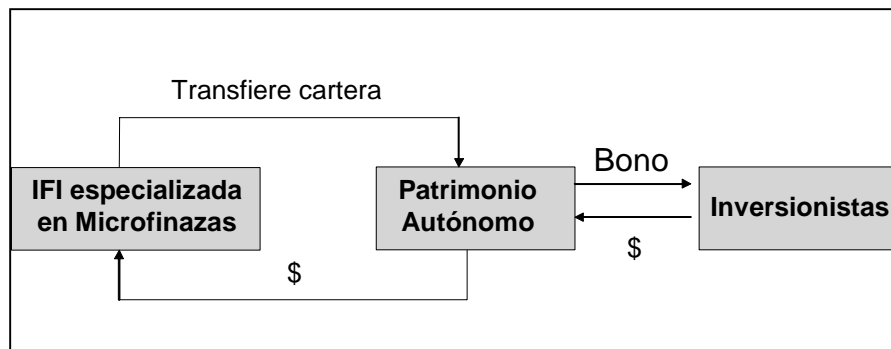 Transfiere cartera
IFI especializada
en Microfinazas
Patrimonio
Autónomo
Bono
$
Inversionistas
$